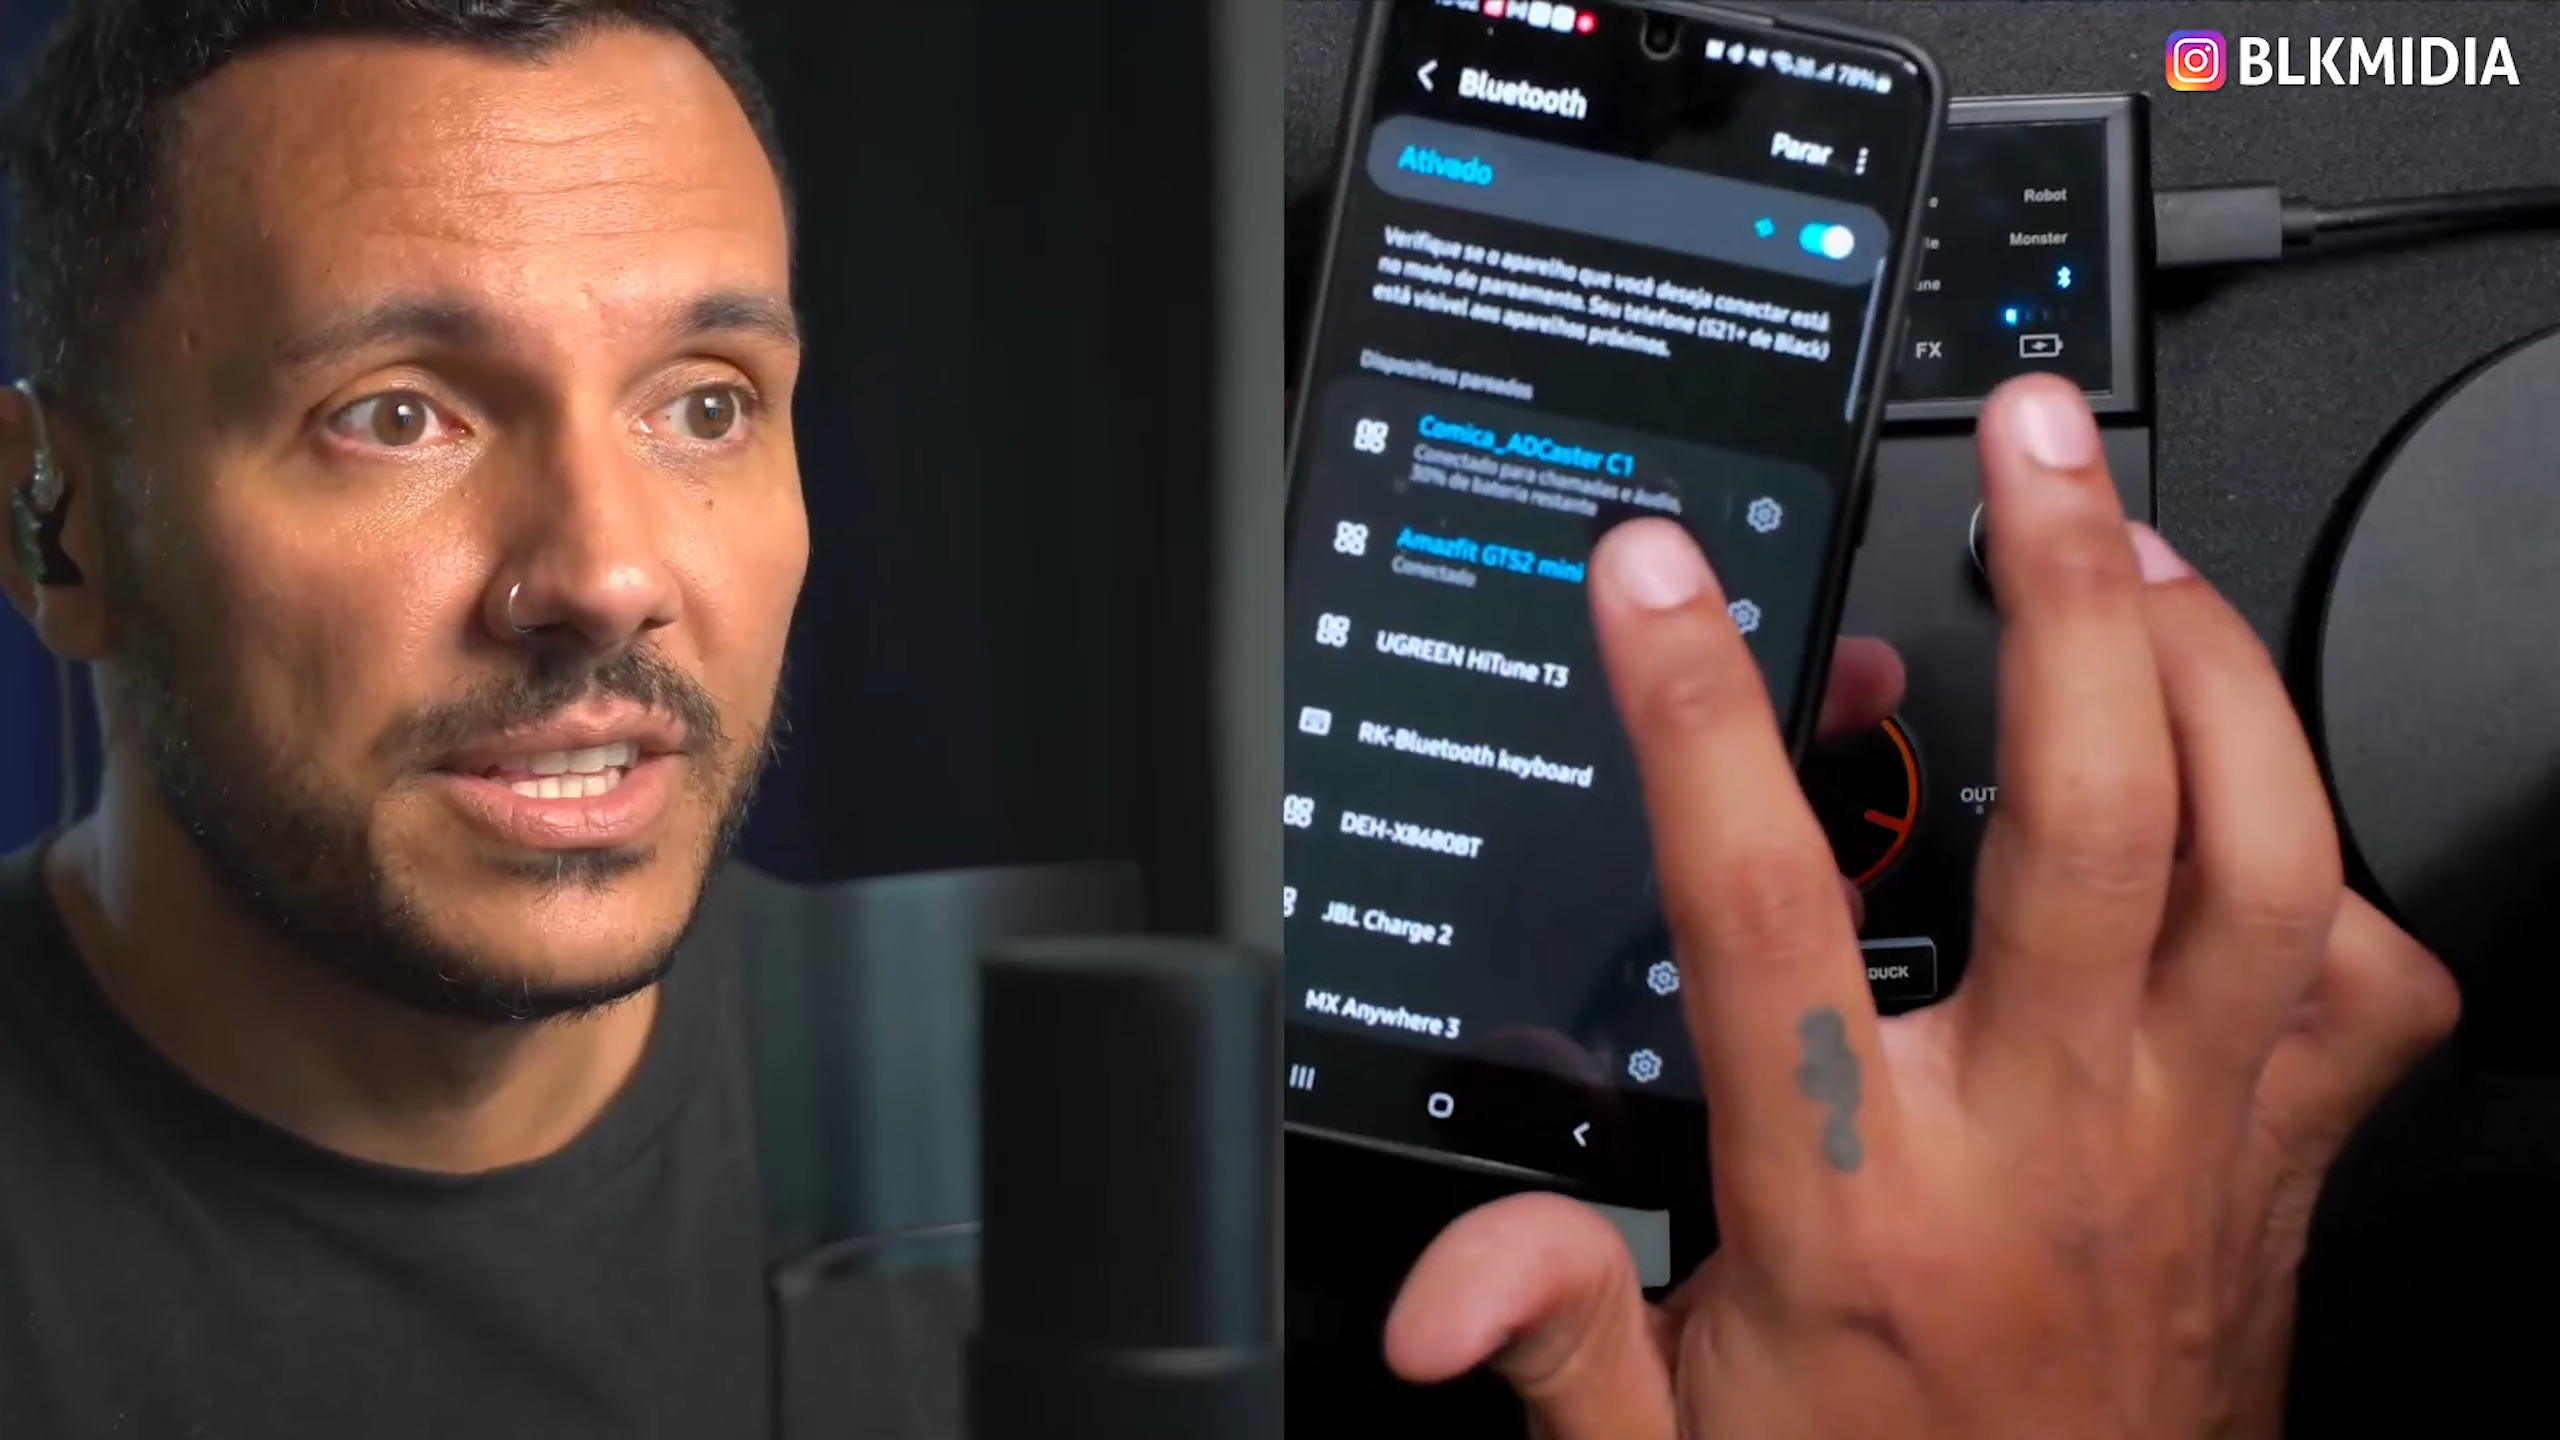 BLKMIDIA
Bluetooth
78%
Parar
Ativado
Verifique se o aparelho que você deseja conectar está
no modo de pareamento. Seu telefone (S21+ de Black)
está visível aos aparelhos próximos.
Dispositivos pareados
Comica_ADCaster C1
Conectado para chamadas e áudio.
30% de bateria restante
Amazfit GTS2 mini
Conectado
UGREEN HiTune T3
RK-Bluetooth keyboard
DEH-X8680BT
JBL Charge 2
MX Anywhere 3
Robot
Monster
FX
OUT
DUCK